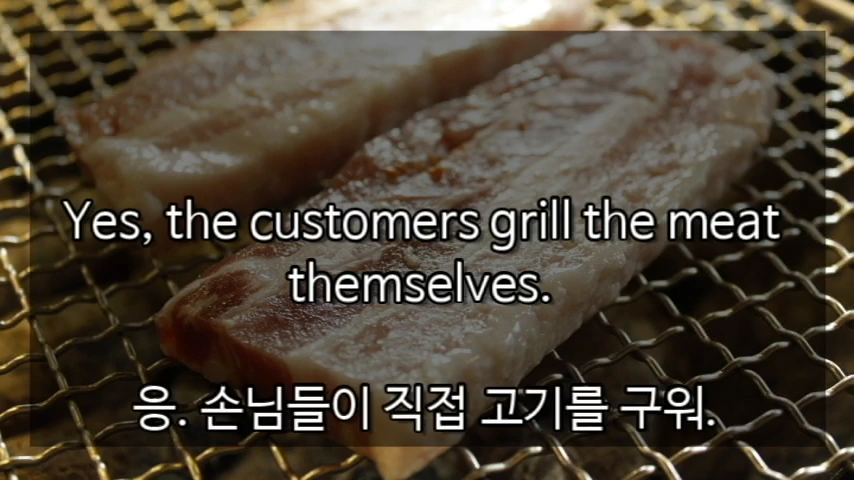 Yes, the customers grill the meat
themselves.
응. 손님들이 직접 고기를 구워.